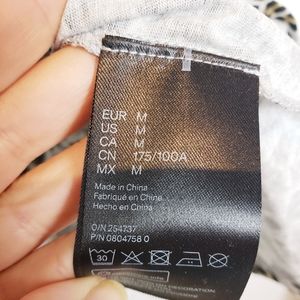 EUR M
US M
CA M
CN 175/100A
MX M
Made in China
Fabriqué en Chine
Hecho en China
O/N 254737
P/N 0804758 0
30
DECORATION